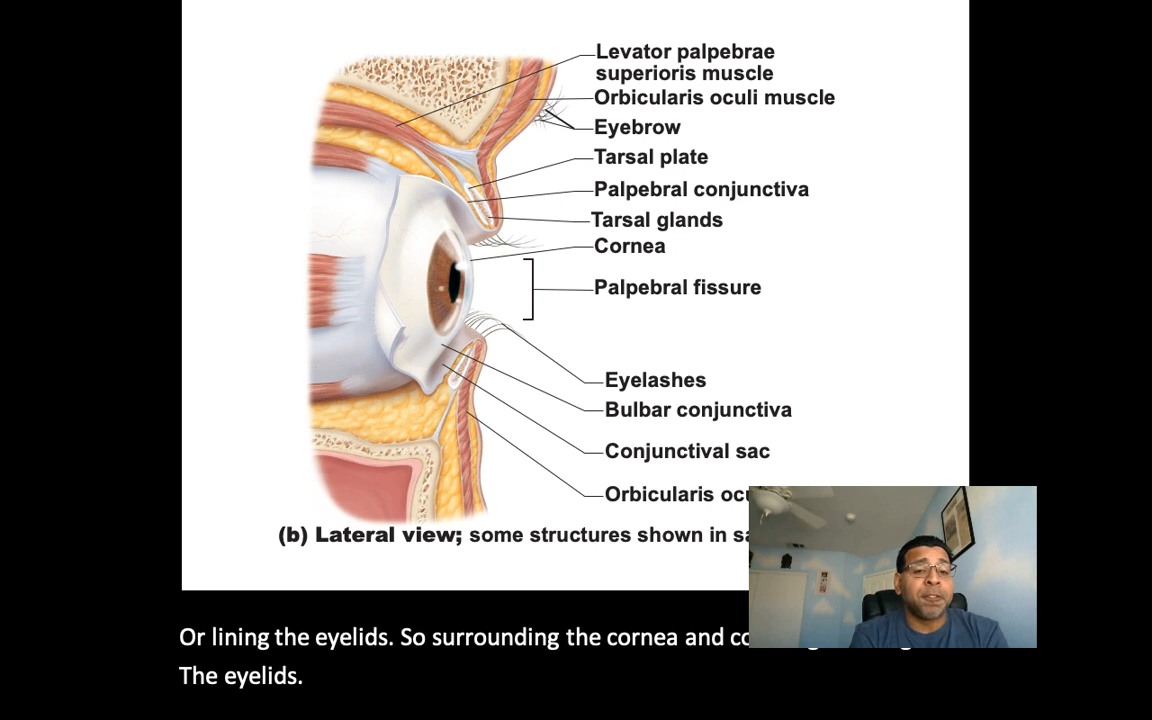 Levator palpebrae
superioris muscle
Orbicularis oculi muscle
Eyebrow
Tarsal plate
Palpebral conjunctiva
Tarsal glands
Cornea
Palpebral fissure
Eyelashes
Bulbar conjunctiva
Conjunctival sac
Orbicularis
(b) Lateral view; some structures shown in
Or lining the eyelids. So surrounding the cornea and
The eyelids.